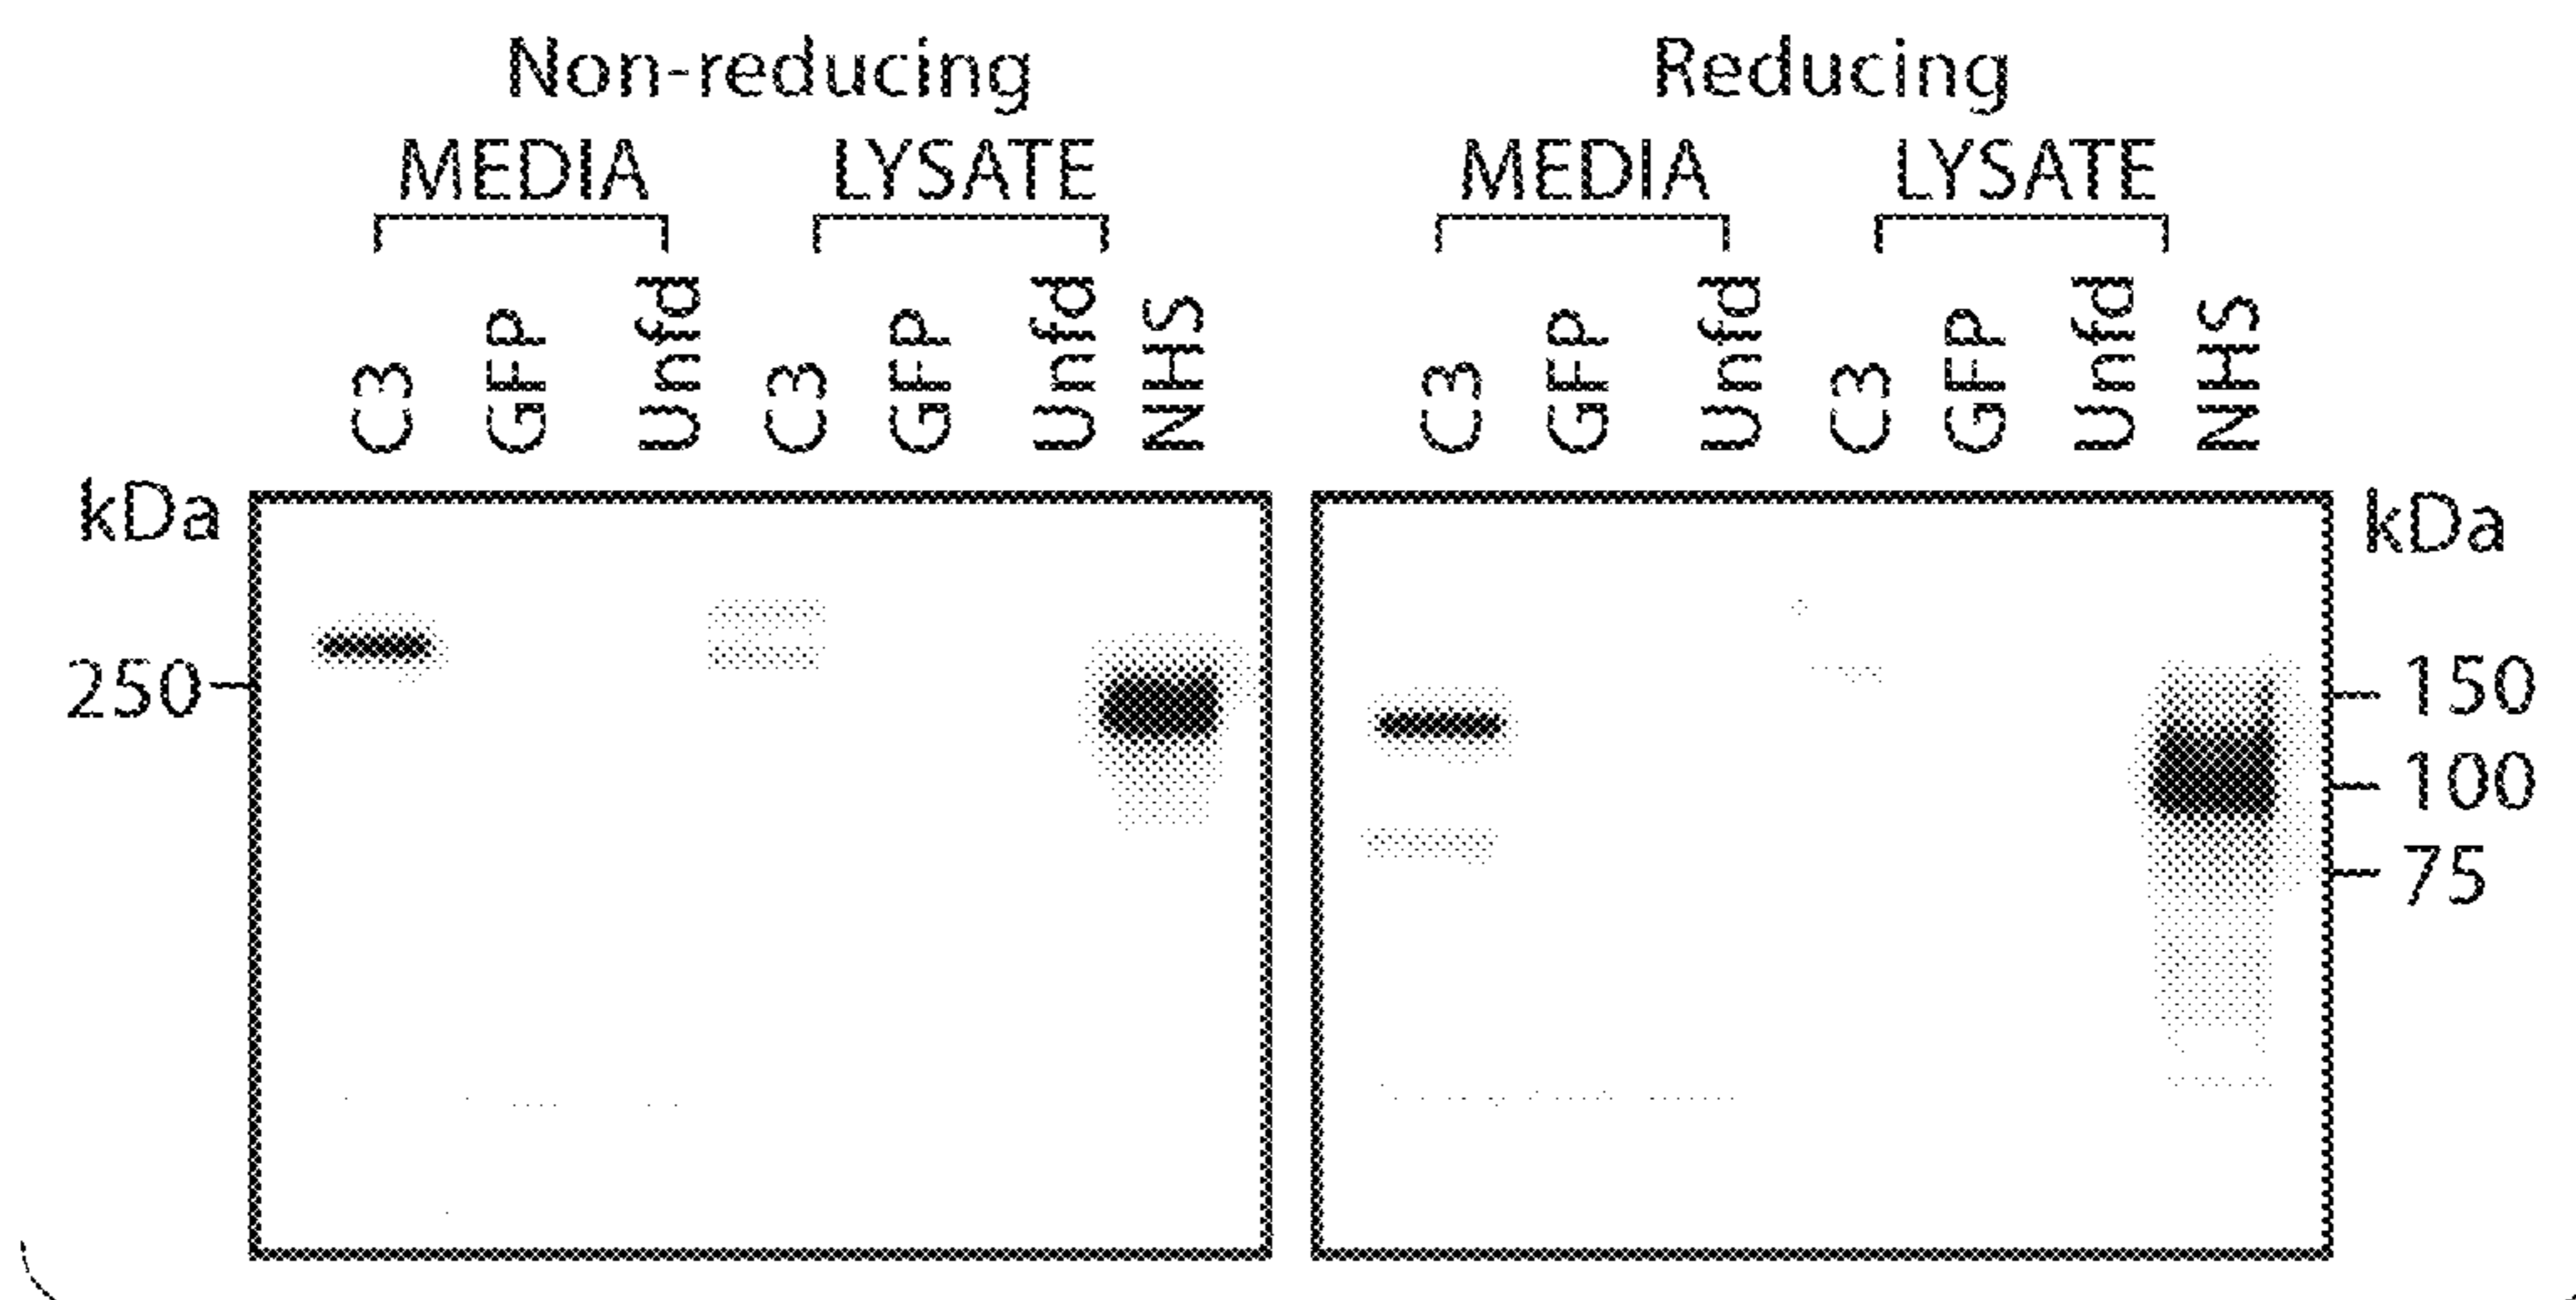 Non-reducing Reducing
MEDIA LYSATE MEDIA LYSATE
C3 GFP Unfd C3 GFP Unfd NHS C3 GFP Unfd C3 GFP Unfd NHS
kDa kDa
250 150
100
75